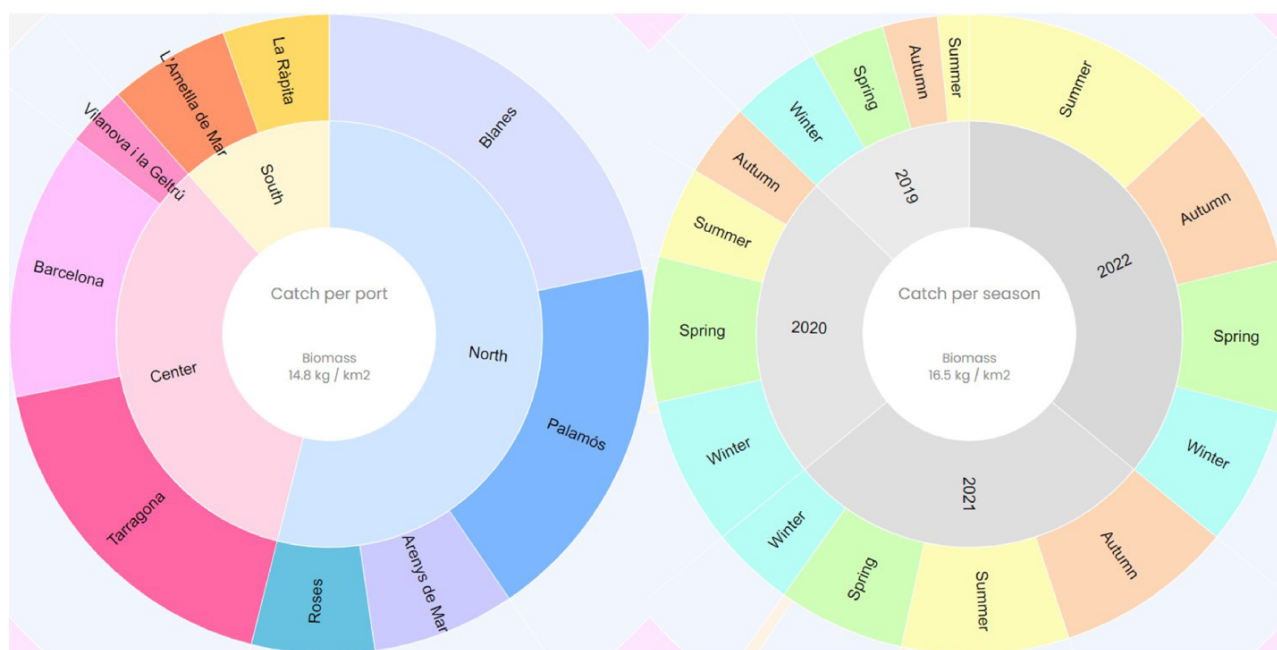 Catch per port
Biomass
14.8 kg / km2
North
Center
South
Blanes
Palamós
Arenys de Mar
Roses
Tarragona
Barcelona
Vilanova i la Geltrú
L'Ametlla de Mar
La Ràpita
Catch per season
Biomass
16.5 kg / km2
2022
2021
2020
2019
Summer
Autumn
Spring
Winter
Autumn
Summer
Spring
Winter
Winter
Spring
Summer
Autumn
Winter
Spring
Autumn
Summer